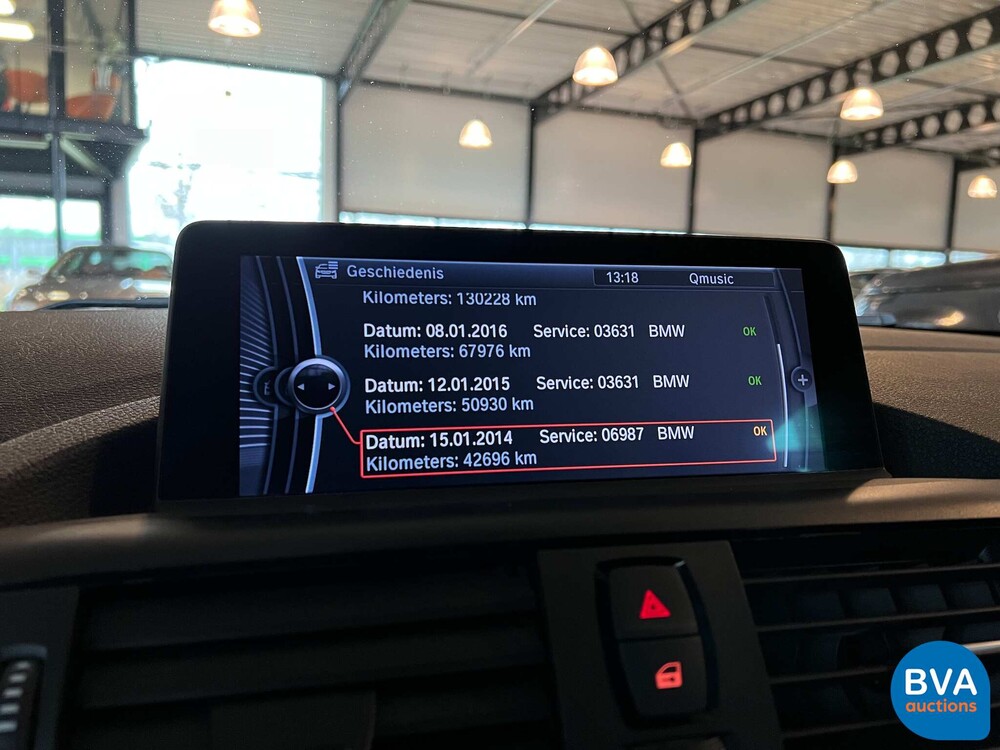 Geschiedenis 13:18 Qmusic
Kilometers: 130228 km
Datum: 08.01.2016 Service: 03631 BMW OK
Kilometers: 67976 km
Datum: 12.01.2015 Service: 03631 BMW OK
Kilometers: 50930 km
Datum: 15.01.2014 Service: 06987 BMW OK
Kilometers: 42696 km
BVA
auctions